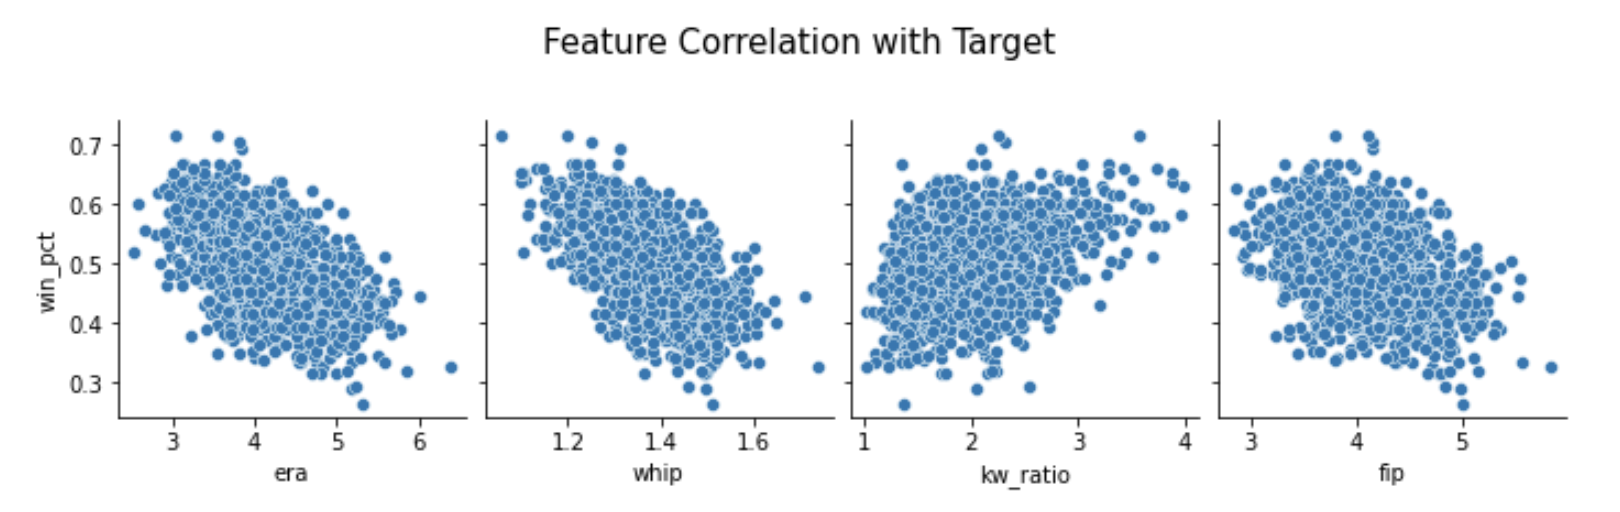 Feature Correlation with Target
win_pct
0.7
0.6
0.5
0.4
0.3
3 4 5 6
era
1.2 1.4 1.6
whip
1 2 3 4
kw_ratio
3 4 5
fip